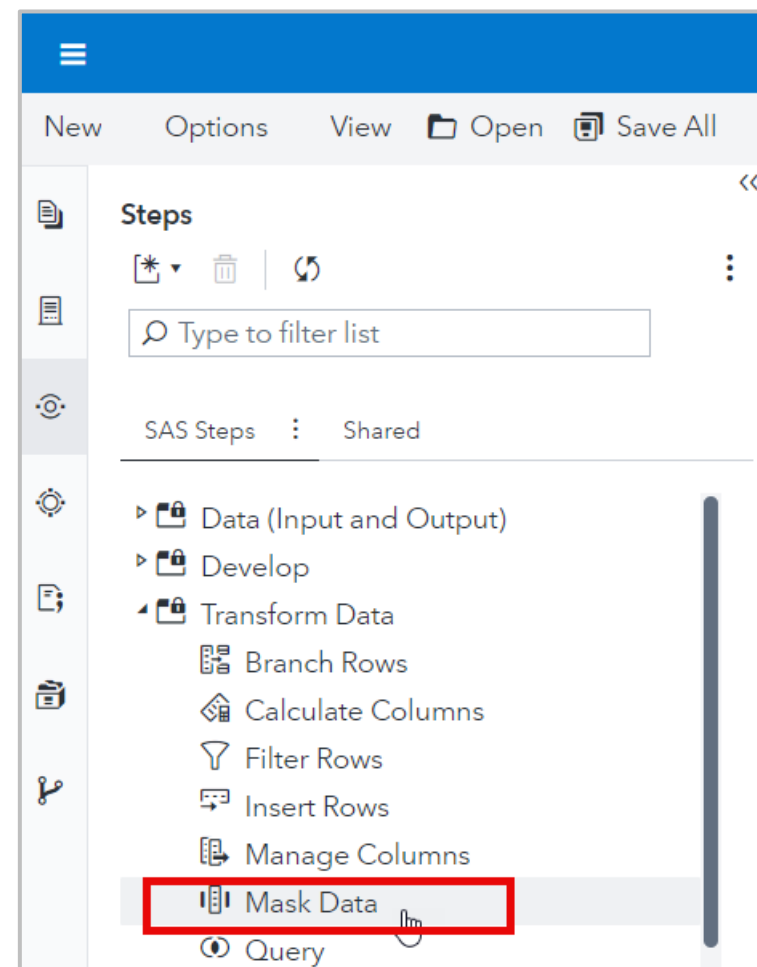 New Options View Open Save All
Steps
Type to filter list
SAS Steps Shared
Data (Input and Output)
Develop
Transform Data
Branch Rows
Calculate Columns
Filter Rows
Insert Rows
Manage Columns
Mask Data
Query